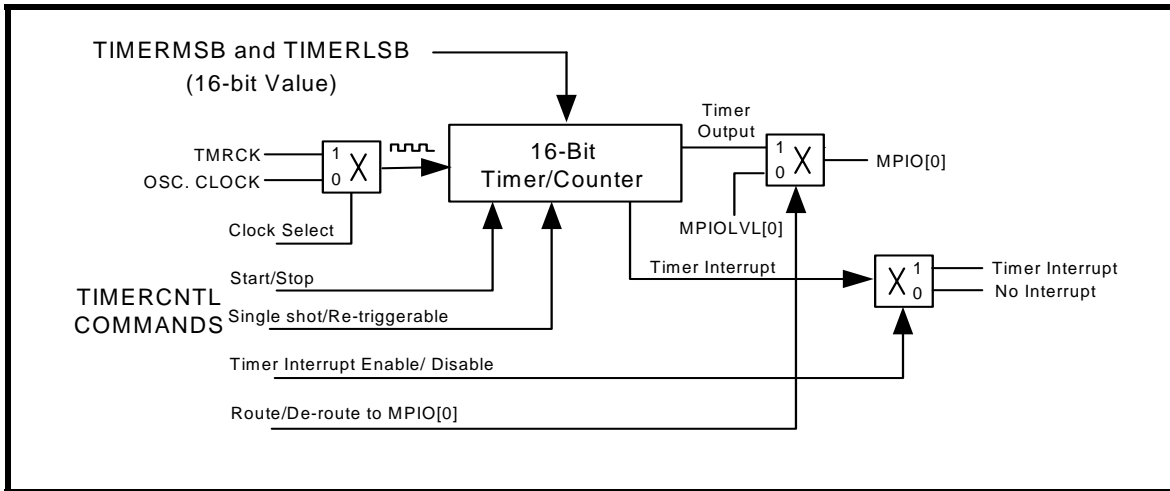 TIMERMSB and TIMERLSB
(16-bit Value)
Timer
Output
TMRCK
OSC. CLOCK
1
0
X
16-Bit
Timer/Counter
1
0
X
MPIO[0]
MPIOLVL[0]
Clock Select
Timer Interrupt
X
1
0
Timer Interrupt
No Interrupt
Start/Stop
TIMERCNTL
COMMANDS
Single shot/Re-triggerable
Timer Interrupt Enable/ Disable
Route/De-route to MPIO[0]